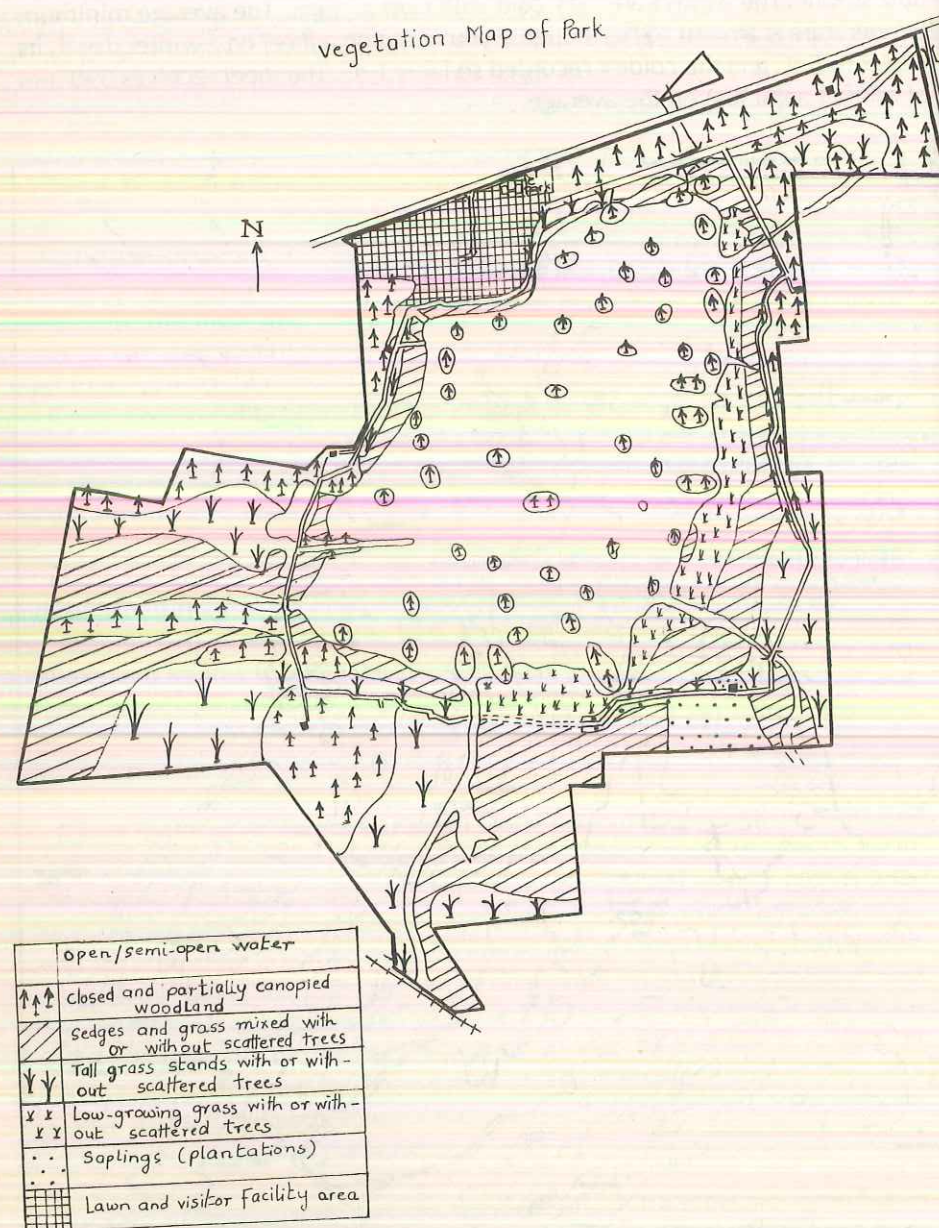 Vegetation Map of Park
N
open/semi-open water
closed and partially canopied
woodland
Sedges and grass mixed with
or without scattered trees
Tall grass stands with or with-
out scattered trees
Low-growing grass with or with-
out scattered trees
Saplings (plantations)
Lawn and visitor facility area